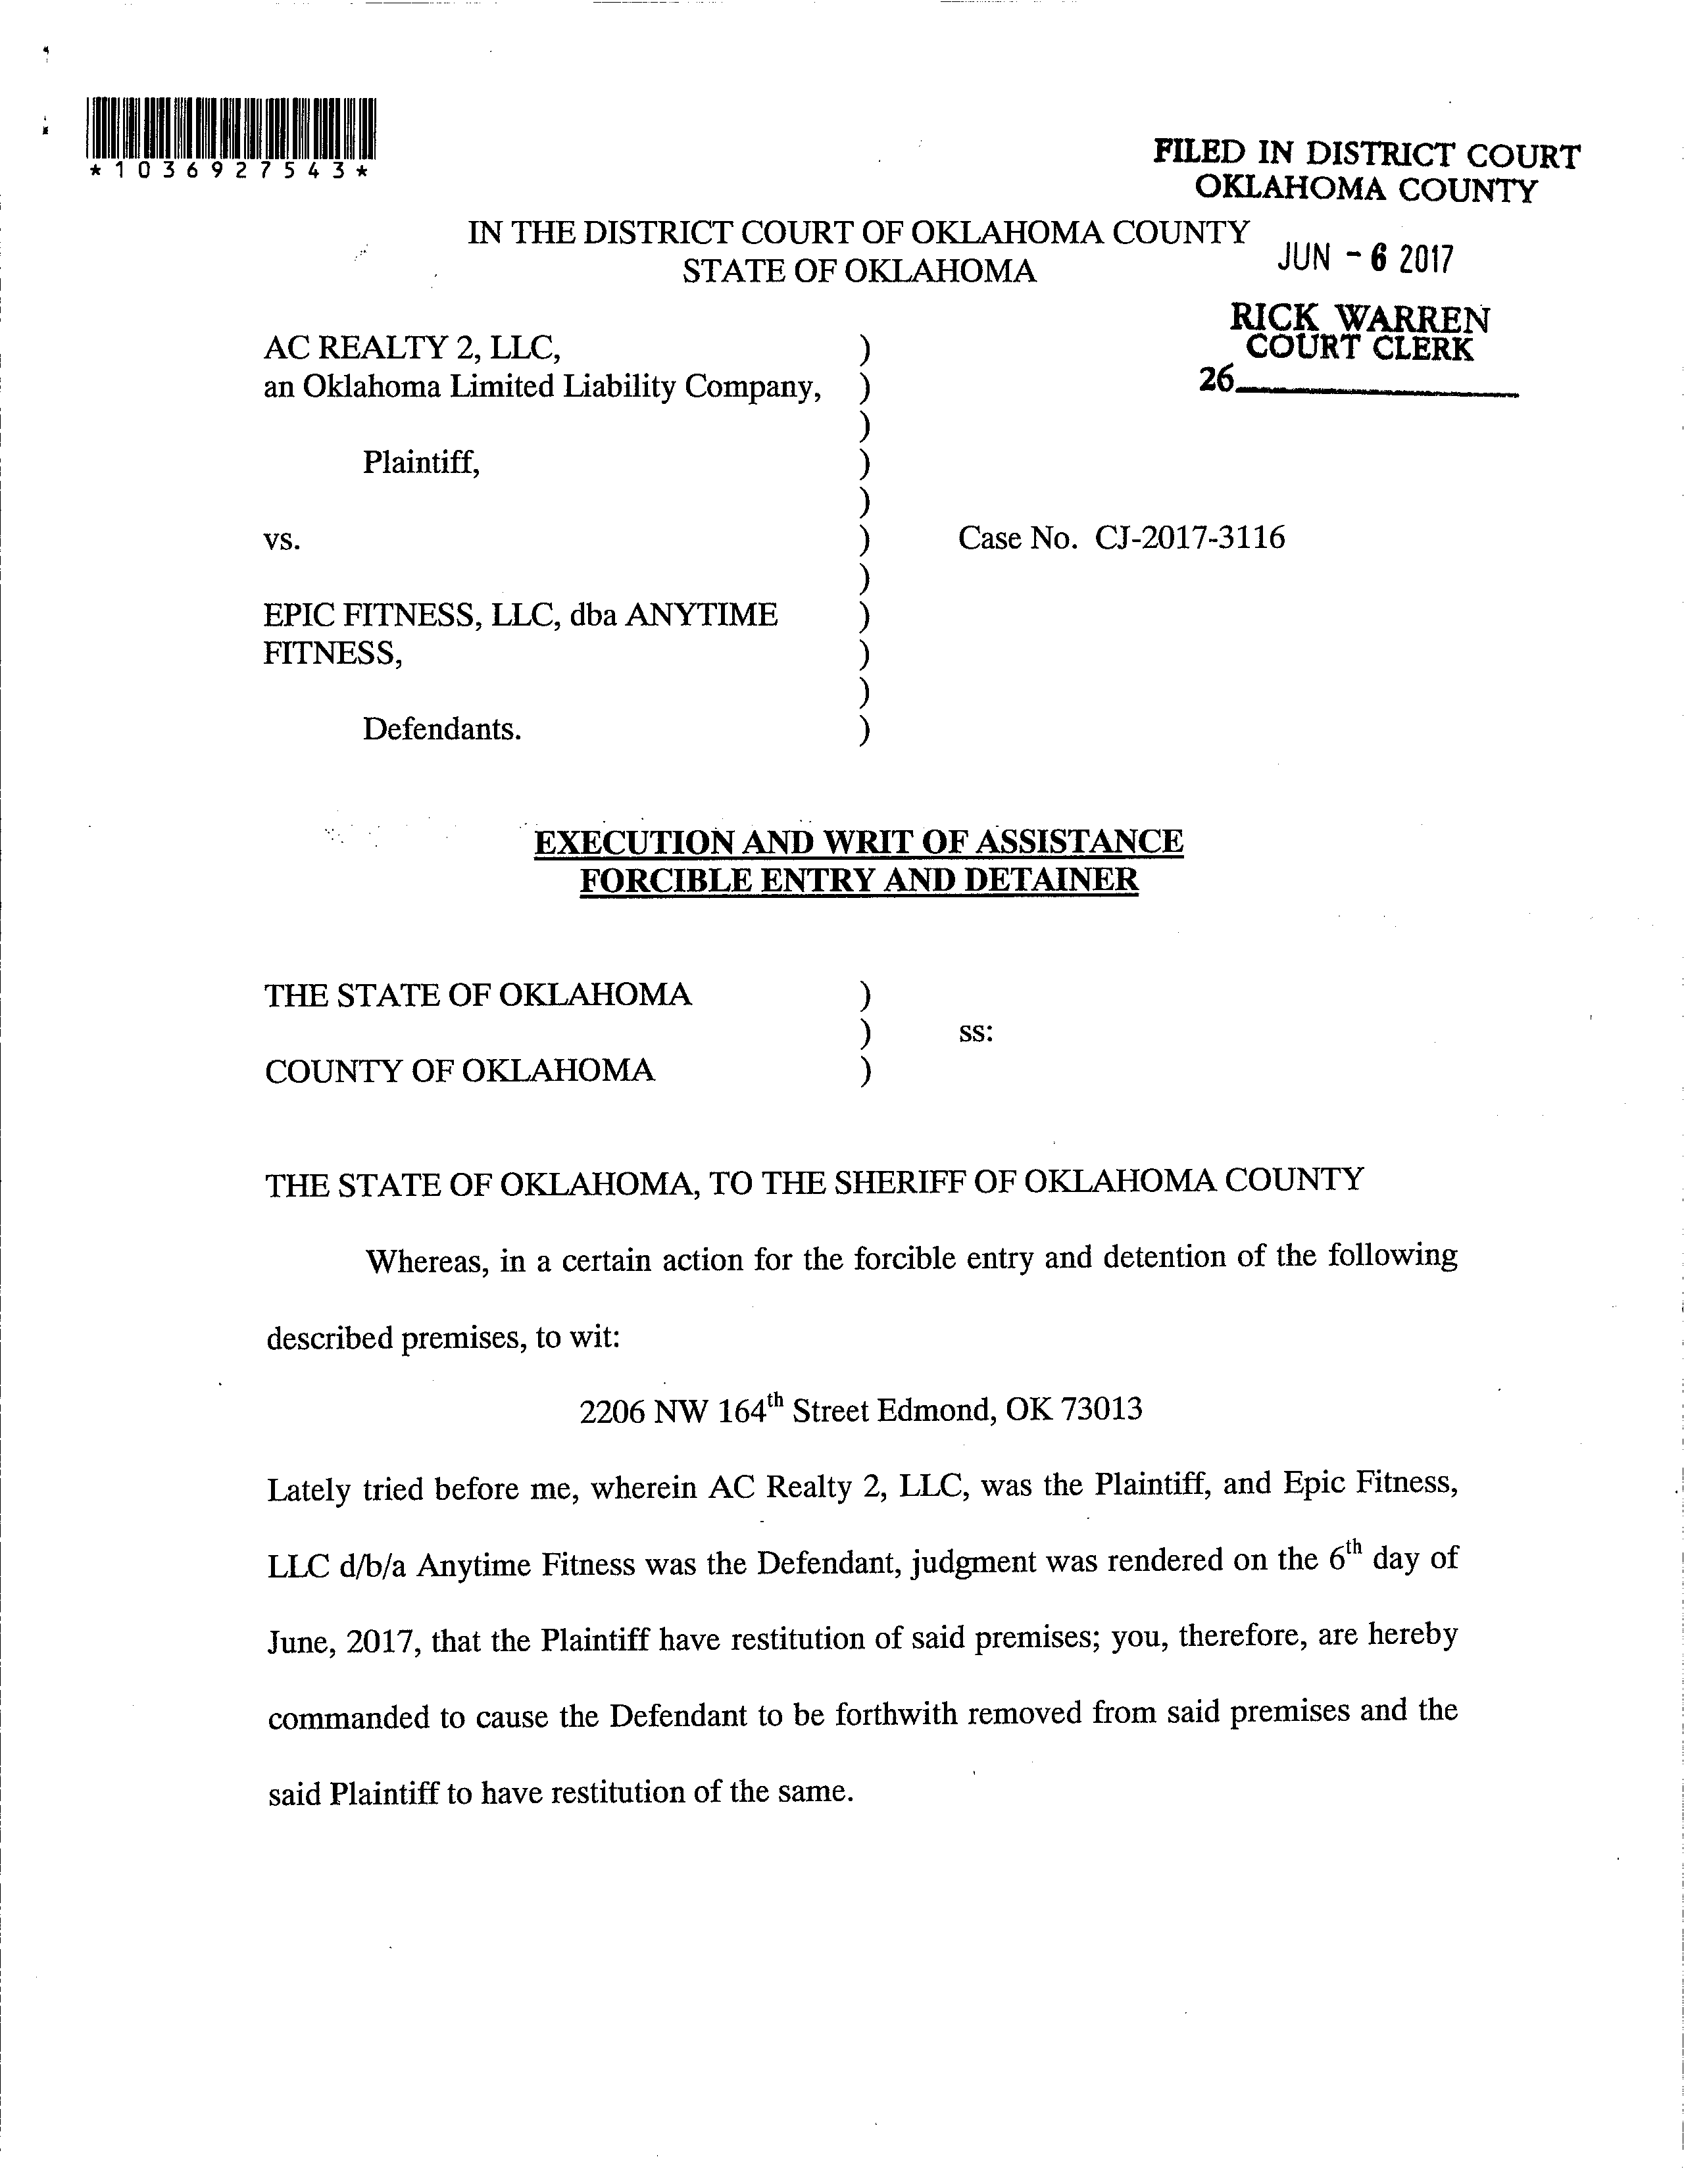 *1036927543*
FILED IN DISTRICT COURT
OKLAHOMA COUNTY
IN THE DISTRICT COURT OF OKLAHOMA COUNTY
STATE OF OKLAHOMA
JUN - 6 2017
RICK WARREN
COURT CLERK
26
AC REALTY 2, LLC, )
an Oklahoma Limited Liability Company, )
)
Plaintiff, )
)
vs. ) Case No. CJ-2017-3116
)
EPIC FITNESS, LLC, dba ANYTIME )
FITNESS, )
)
Defendants. )
EXECUTION AND WRIT OF ASSISTANCE
FORCIBLE ENTRY AND DETAINER
THE STATE OF OKLAHOMA )
) ss:
COUNTY OF OKLAHOMA )
THE STATE OF OKLAHOMA, TO THE SHERIFF OF OKLAHOMA COUNTY
Whereas, in a certain action for the forcible entry and detention of the following
described premises, to wit:
2206 NW 164th Street Edmond, OK 73013
Lately tried before me, wherein AC Realty 2, LLC, was the Plaintiff, and Epic Fitness,
LLC d/b/a Anytime Fitness was the Defendant, judgment was rendered on the 6th day of
June, 2017, that the Plaintiff have restitution of said premises; you, therefore, are hereby
commanded to cause the Defendant to be forthwith removed from said premises and the
said Plaintiff to have restitution of the same.